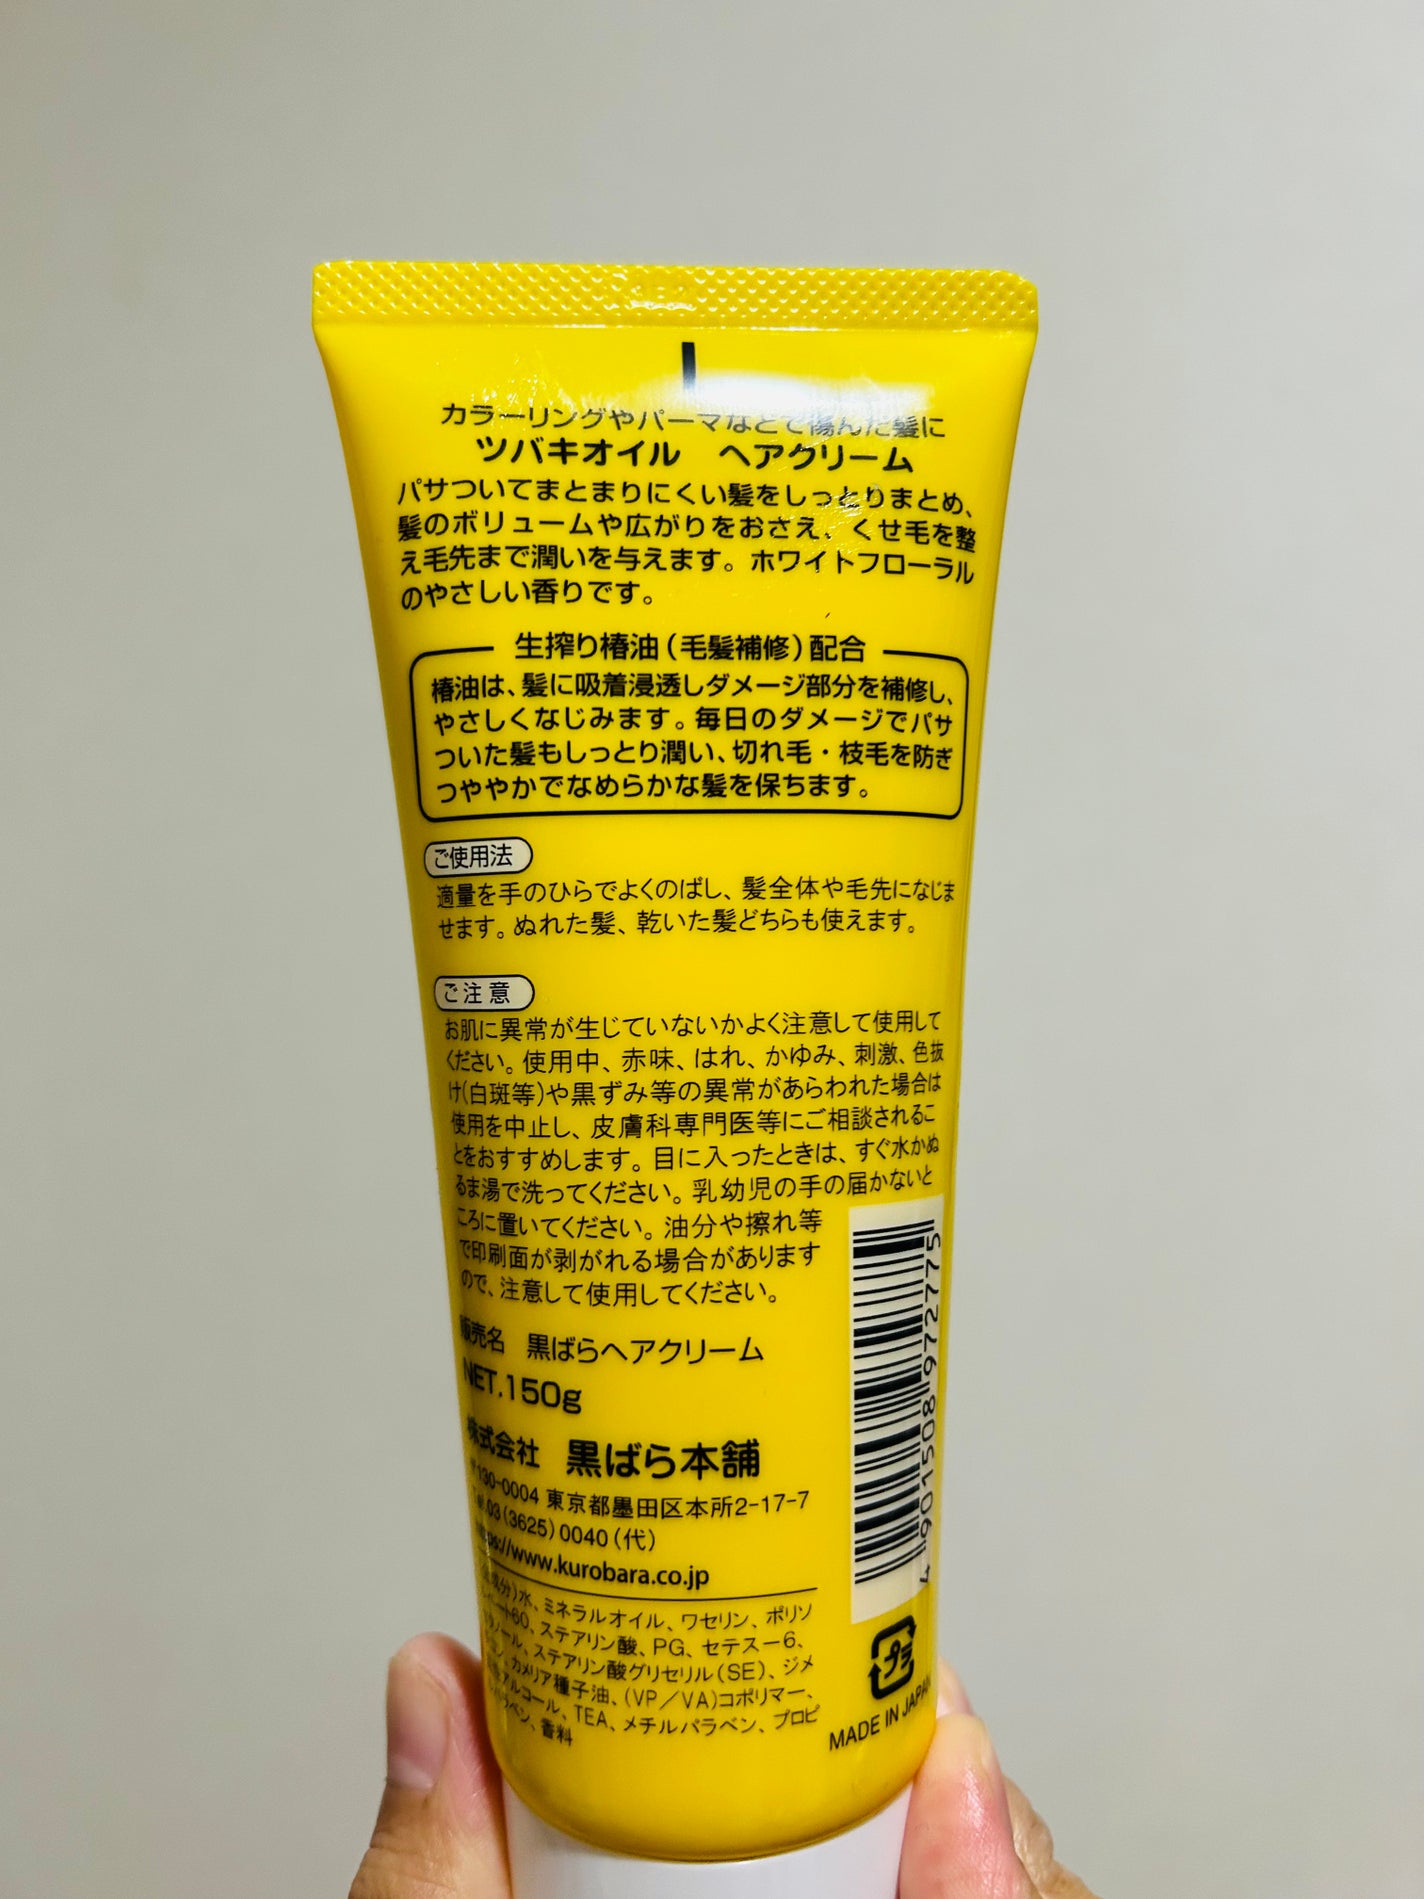 カラーリングやパーマなどで傷んだ髪に
ツバキオイル ヘアクリーム
パサついてまとまりにくい髪をしっとりまとめ、
髪のボリュームや広がりをおさえ、くせ毛を整
え毛先まで潤いを与えます。ホワイトフローラル
のやさしい香りです。
生搾り椿油(毛髪補修)配合
椿油は、髪に吸着浸透しダメージ部分を補修し、
やさしくなじみます。毎日のダメージでパサ
ついた髪もしっとり潤い、切れ毛・枝毛を防ぎ
つややかでなめらかな髪を保ちます。
ご使用法
適量を手のひらでよくのばし、髪全体や毛先になじま
せます。ぬれた髪、乾いた髪どちらも使えます。
ご注意
お肌に異常が生じていないかよく注意して使用して
ください。使用中、赤味、はれ、かゆみ、刺激、色抜
け(白斑等)や黒ずみ等の異常があらわれた場合は
使用を中止し、皮膚科専門医等にご相談されるこ
とをおすすめします。目に入ったときは、すぐ水かぬ
るま湯で洗ってください。乳幼児の手の届かないと
ころに置いてください。油分や擦れ等
で印刷面が剥がれる場合があります
ので、注意して使用してください。
販売名 黒ばらヘアクリーム
NET.150g
株式会社 黒ばら本舗
〒130-0004 東京都墨田区本所2-17-7
Tel.03(3625)0040(代)
https://www.kurobara.co.jp
成分)水、ミネラルオイル、ワセリン、ポリソ
ート60、ステアリン酸、PG、セテス-6、
ノール、ステアリン酸グリセリル(SE)、ジメ
カメリア種子油、(VP/VA)コポリマー、
アルコール、TEA、メチルパラベン、プロピ
ルパラベン、香料
4 901508 972775
プラ
MADE IN JAPAN